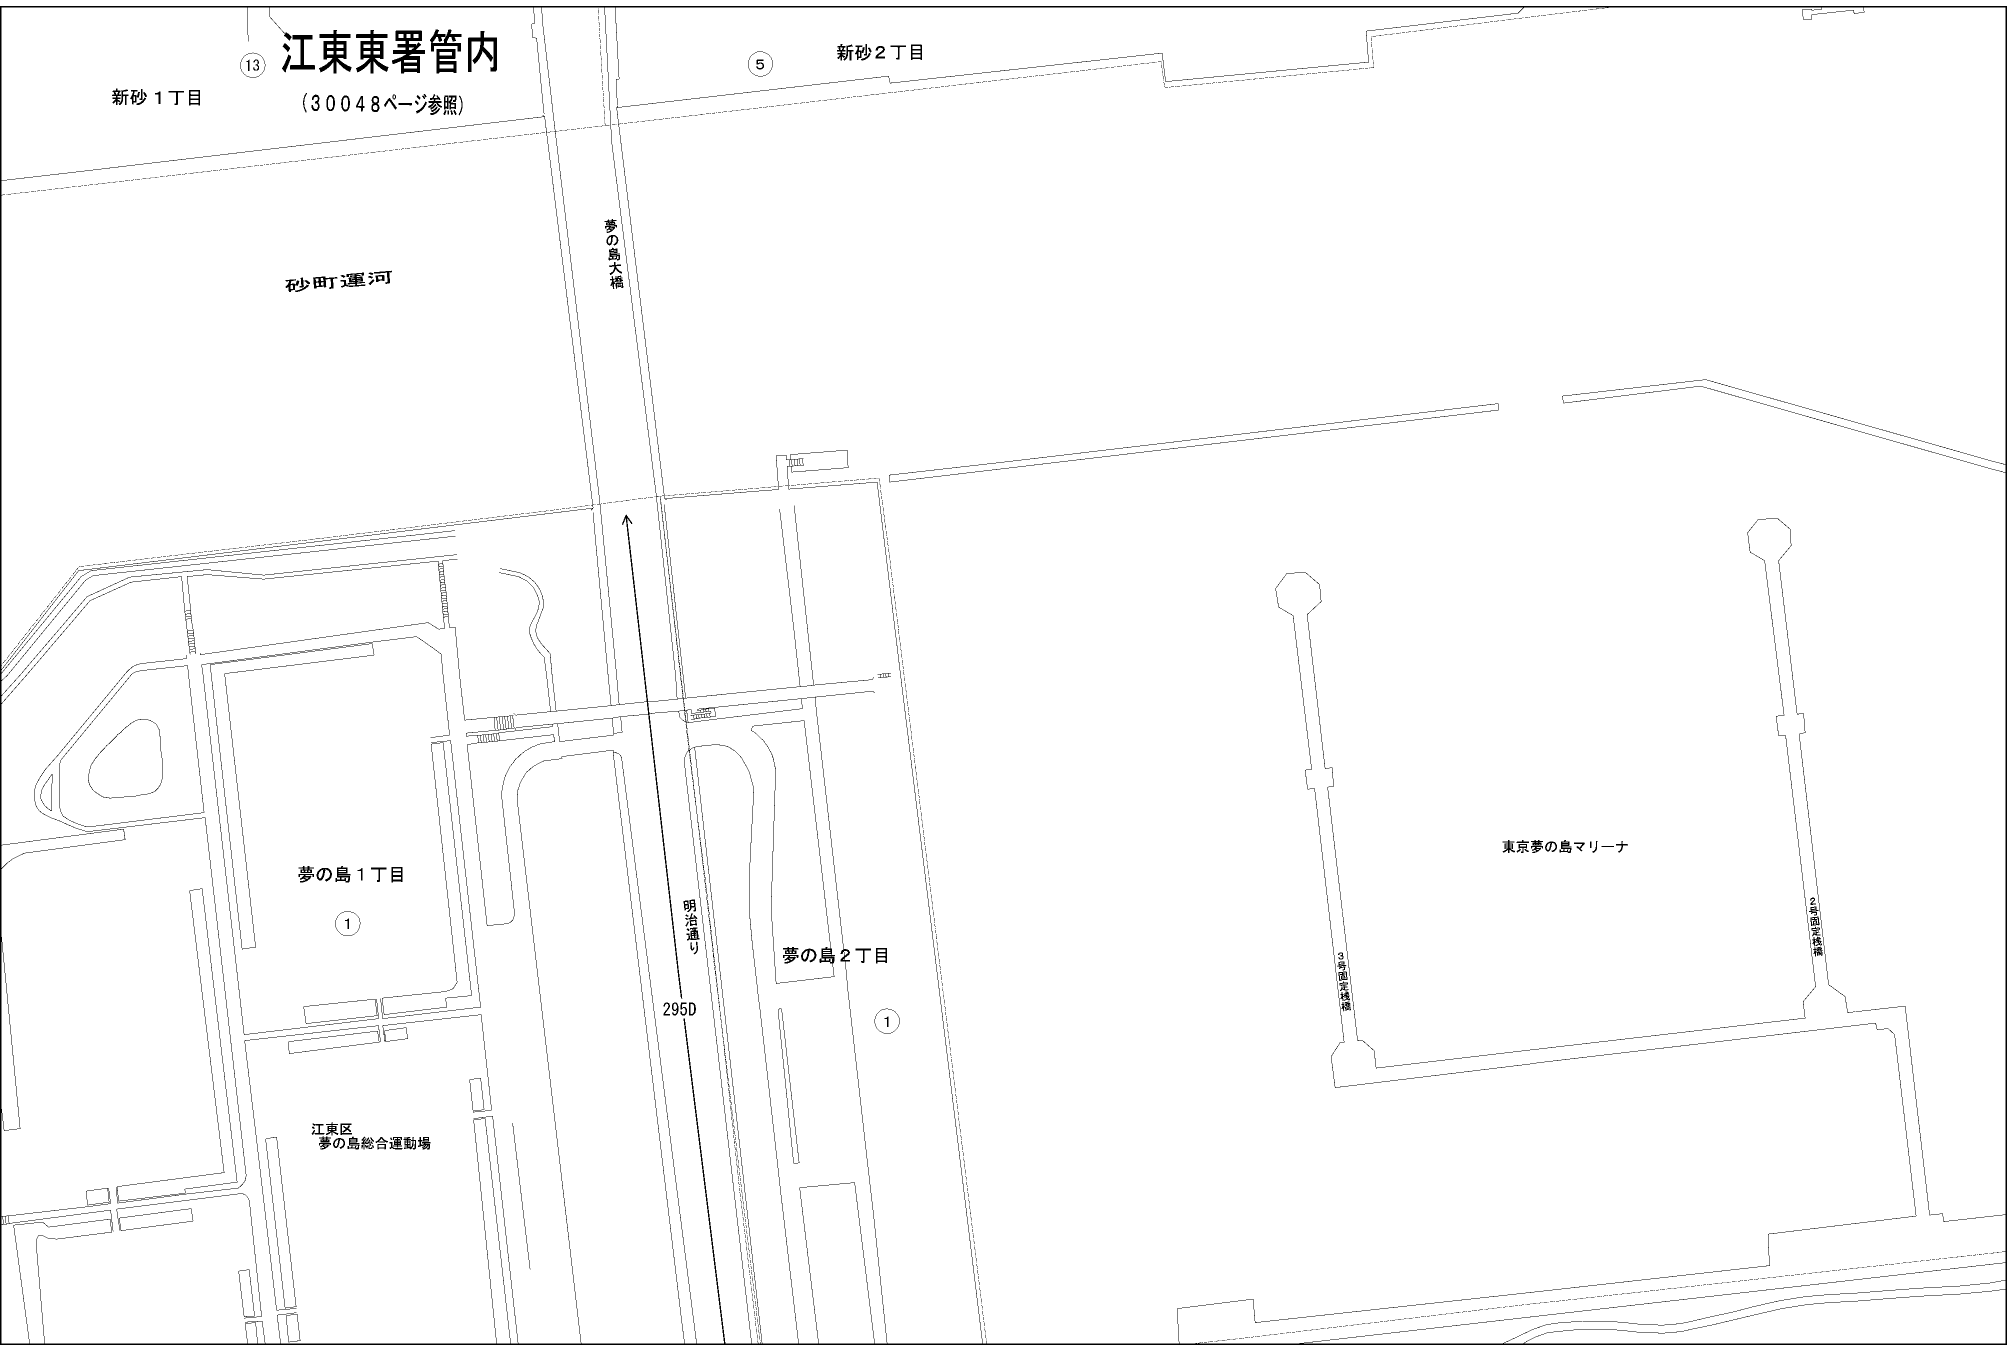 江東東署管内
（３００４８ページ参照）
13
新砂１丁目
5
新砂２丁目
夢の島大橋
砂町運河
夢の島１丁目
1
明治通り
295D
夢の島２丁目
1
東京夢の島マリーナ
２号固定桟橋
３号固定桟橋
江東区
夢の島総合運動場